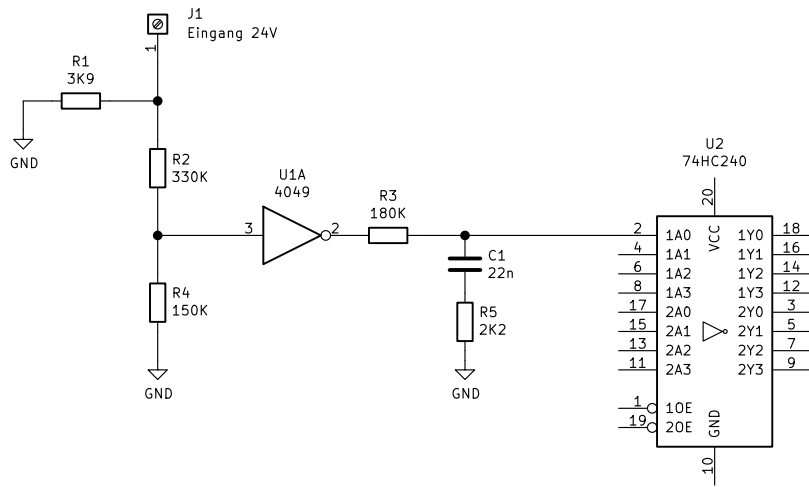 J1
Eingang 24V
1
R1
3K9
GND
R2
330K
U1A
4049
3
2
R3
180K
R4
150K
GND
C1
22n
R5
2K2
GND
U2
74HC240
20
VCC
2 1A0 1Y0 18
4 1A1 1Y1 16
6 1A2 1Y2 14
8 1A3 1Y3 12
17 2A0 2Y0 3
15 2A1 2Y1 5
13 2A2 2Y2 7
11 2A3 2Y3 9
1 1OE
19 2OE
GND
10